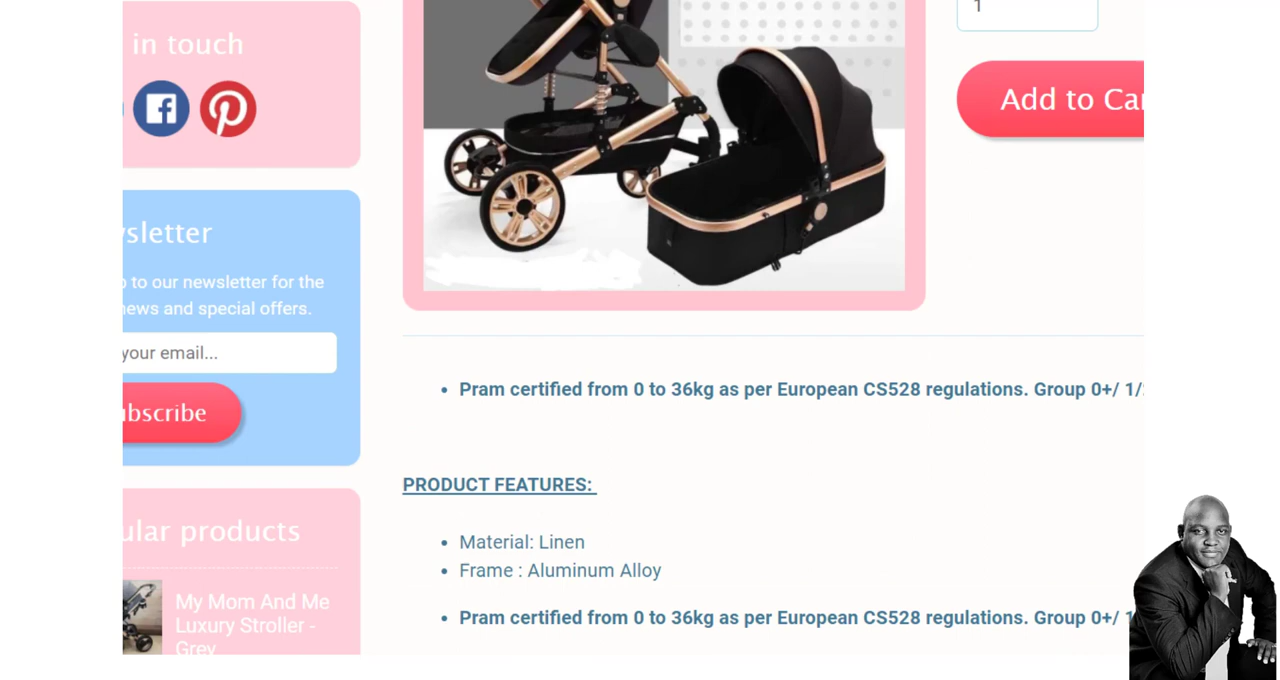 in touch
sletter
to our newsletter for the
news and special offers.
your email...
ubscribe
ular products
My Mom And Me
Luxury Stroller -
Grey
1
Add to Car
• Pram certified from 0 to 36kg as per European CS528 regulations. Group 0+/ 1/
PRODUCT FEATURES:
• Material: Linen
• Frame : Aluminum Alloy
• Pram certified from 0 to 36kg as per European CS528 regulations. Group 0+/ 1